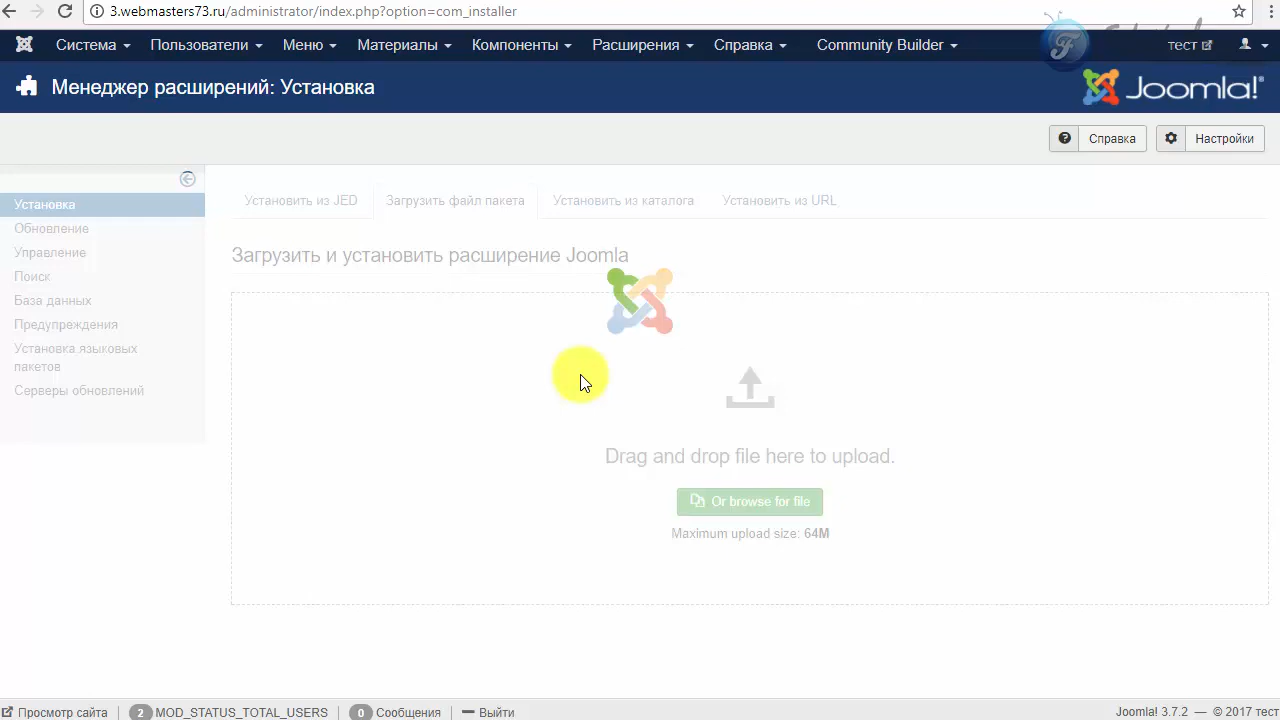 3.webmasters73.ru/administrator/index.php?option=com_installer
Система Пользователи Меню Материалы Компоненты Расширения Справка Community Builder тест
Менеджер расширений: Установка
Joomla!®
Справка Настройки
Установка
Обновление
Управление
Поиск
База данных
Предупреждения
Установка языковых
пакетов
Серверы обновлений
Установить из JED Загрузить файл пакета Установить из каталога Установить из URL
Загрузить и установить расширение Joomla
Drag and drop file here to upload.
Or browse for file
Maximum upload size: 64M
Просмотр сайта 2 MOD_STATUS_TOTAL_USERS 0 Сообщения Выйти
Joomla! 3.7.2 — © 2017 тест